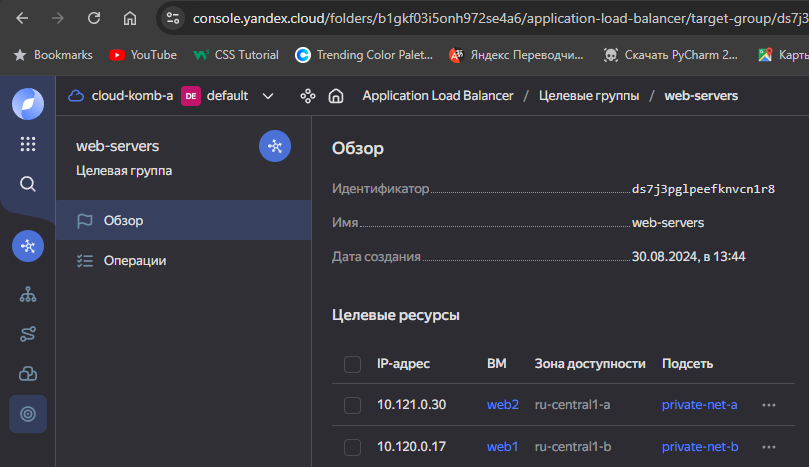 console.yandex.cloud/folders/b1gkf03i5onh972se4a6/application-load-balancer/target-group/ds7j3
Bookmarks YouTube CSS Tutorial Trending Color Palet... Яндекс Переводчи... Скачать PyCharm 2... Карты
cloud-komb-a DE default Application Load Balancer / Целевые группы / web-servers
web-servers
Целевая группа
Обзор
Операции
Обзор
Идентификатор ds7j3pglpeefknvcn1r8
Имя web-servers
Дата создания 30.08.2024, в 13:44
Целевые ресурсы
IP-адрес ВМ Зона доступности Подсеть
10.121.0.30 web2 ru-central1-a private-net-a
10.120.0.17 web1 ru-central1-b private-net-b